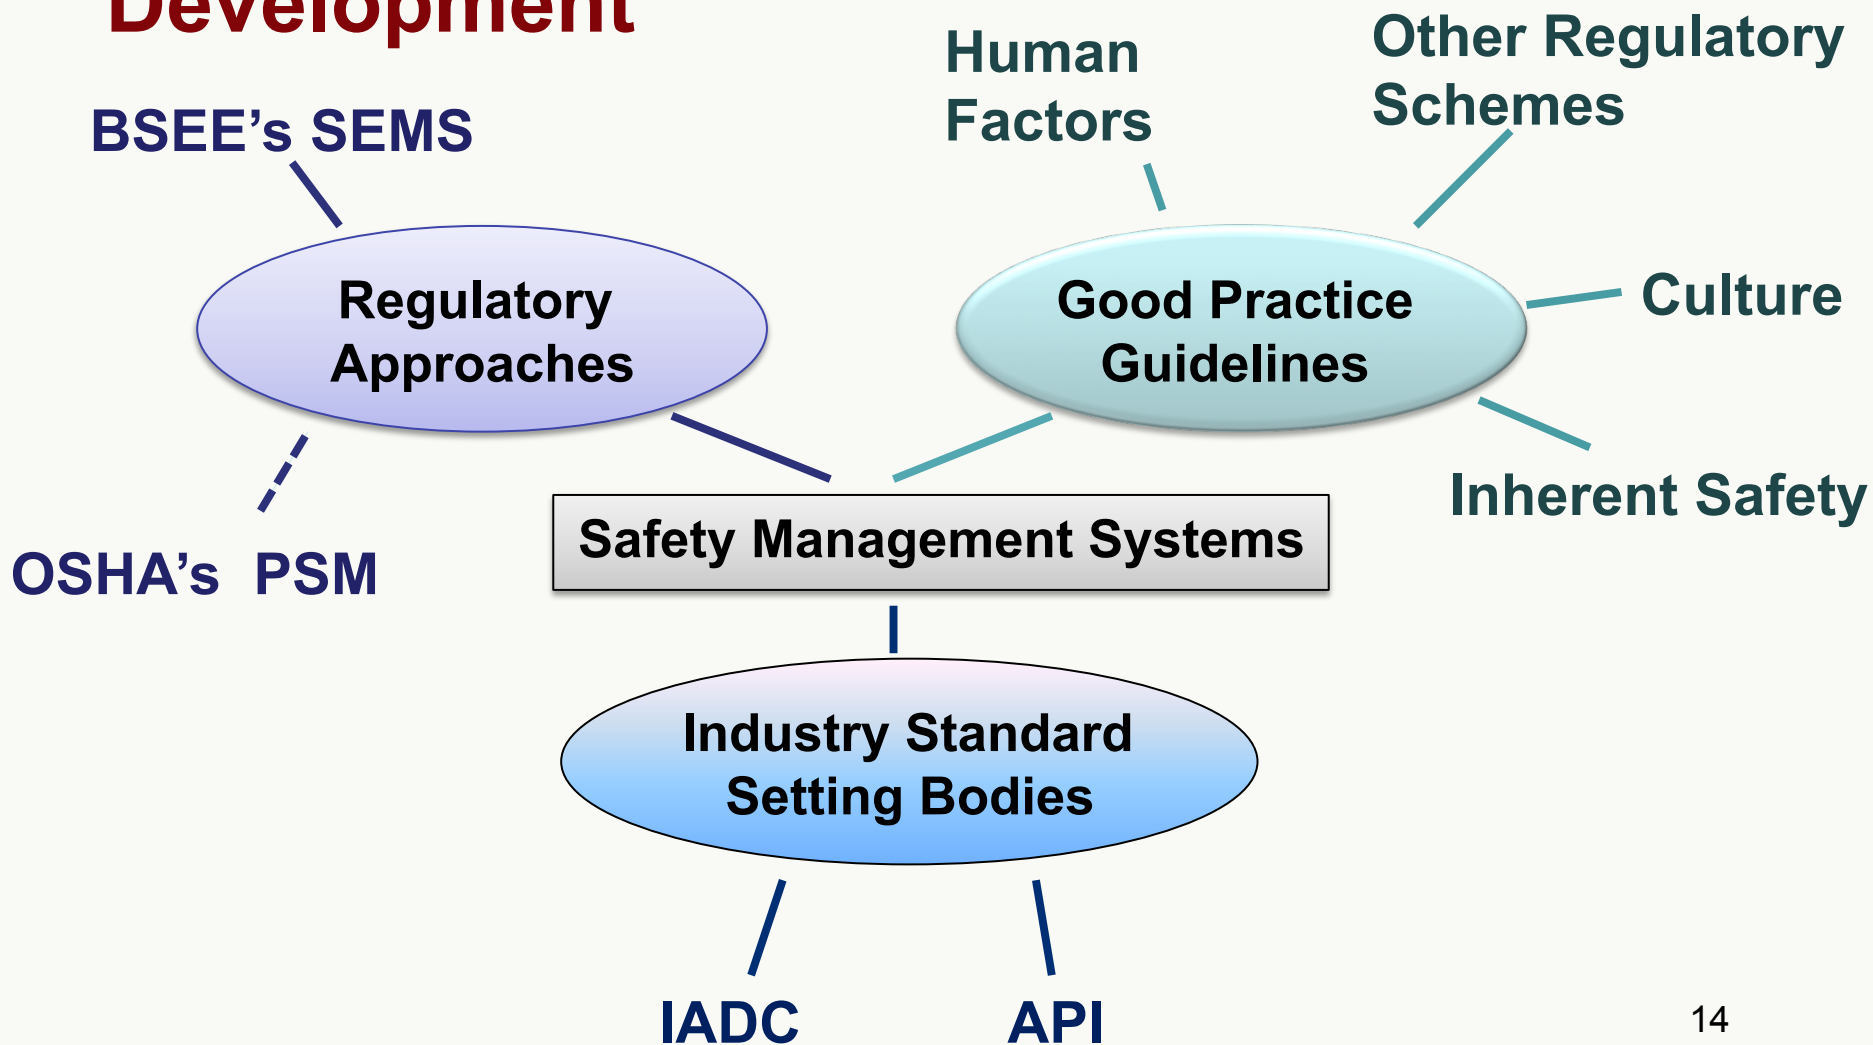 Development
Human
Factors
Other Regulatory
Schemes
BSEE’s SEMS
Regulatory
Approaches
Good Practice
Guidelines
Culture
Inherent Safety
Safety Management Systems
OSHA’s  PSM
Industry Standard
Setting Bodies
IADC
API
14